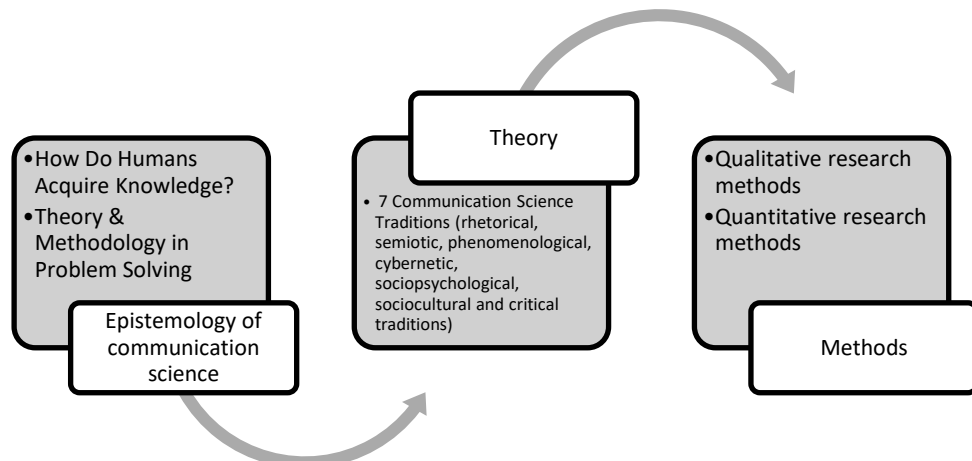 •How Do Humans
Acquire Knowledge?
•Theory &
Methodology in
Problem Solving
Epistemology of
communication
science
Theory
• 7 Communication Science
Traditions (rhetorical,
semiotic, phenomenological,
cybernetic,
sociopsychological,
sociocultural and critical
traditions)
•Qualitative research
methods
•Quantitative research
methods
Methods